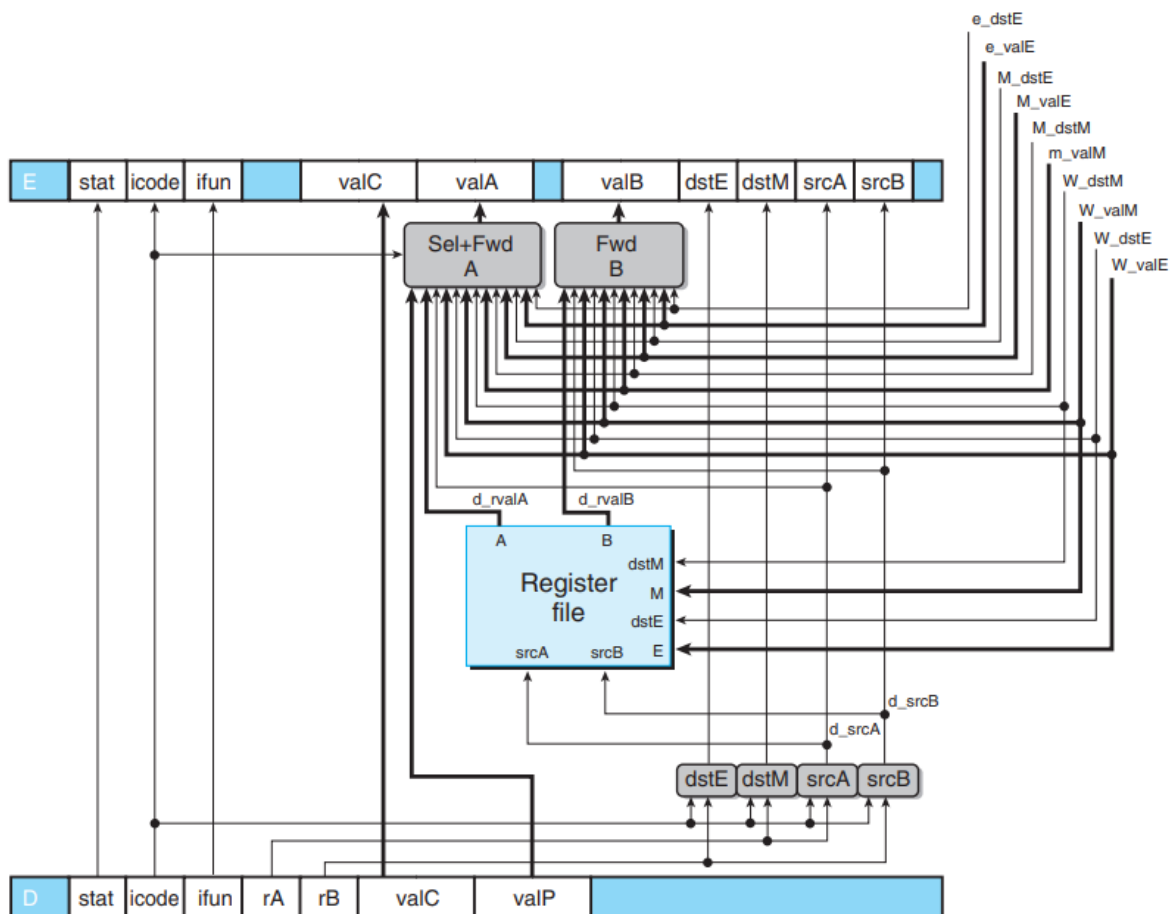 e_dstE
e_valE
M_dstE
M_valE
M_dstM
m_valM
W_dstM
W_valM
W_dstE
W_valE
E stat icode ifun valC valA valB dstE dstM srcA srcB
Sel+Fwd
A
Fwd
B
d_rvalA d_rvalB
A B
dstM
Register
file
M
dstE
srcA srcB E
d_srcB
d_srcA
dstE dstM srcA srcB
D stat icode ifun rA rB valC valP